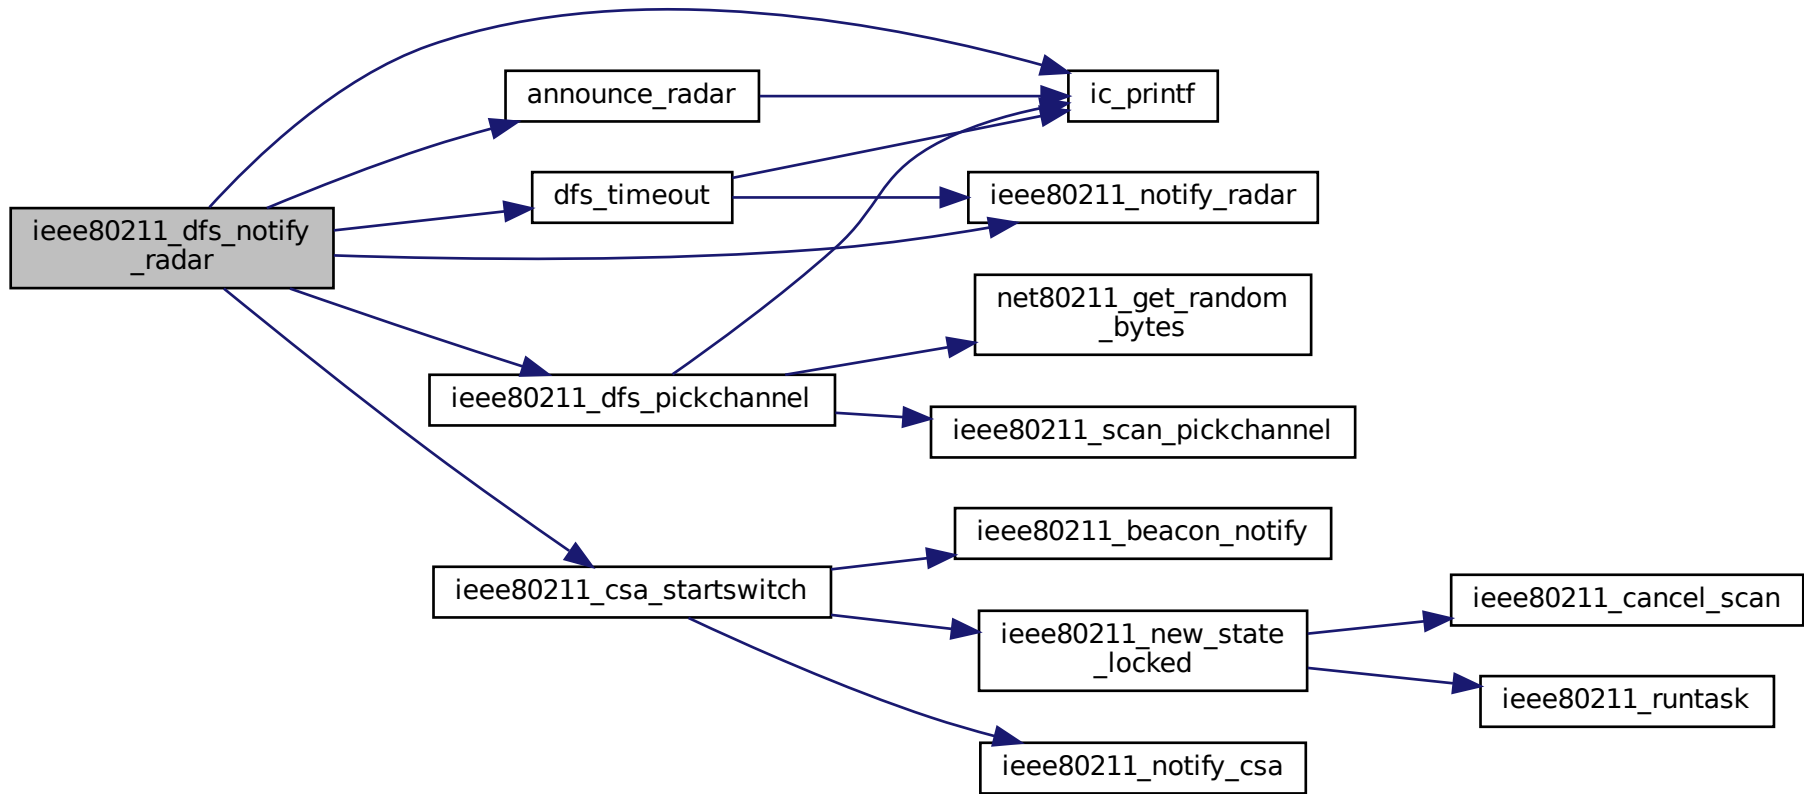 ieee80211_dfs_notify
_radar
announce_radar
ic_printf
dfs_timeout
ieee80211_notify_radar
net80211_get_random
_bytes
ieee80211_dfs_pickchannel
ieee80211_scan_pickchannel
ieee80211_beacon_notify
ieee80211_csa_startswitch
ieee80211_new_state
_locked
ieee80211_cancel_scan
ieee80211_runtask
ieee80211_notify_csa